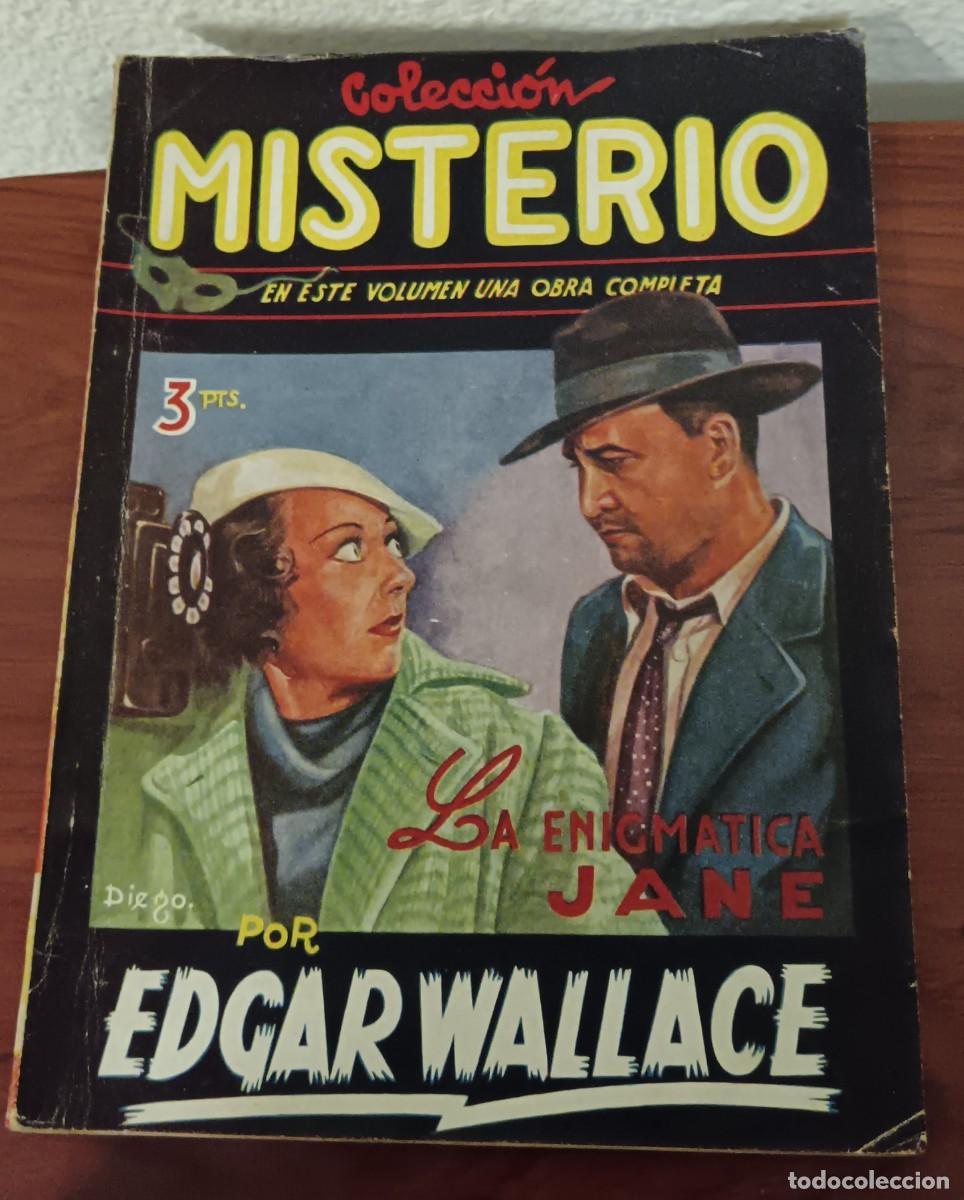 Colección
MISTERIO
EN ESTE VOLUMEN UNA OBRA COMPLETA
3 PTS.
LA ENIGMATICA
JANE
Diego.
POR
EDGAR WALLACE
todocoleccion